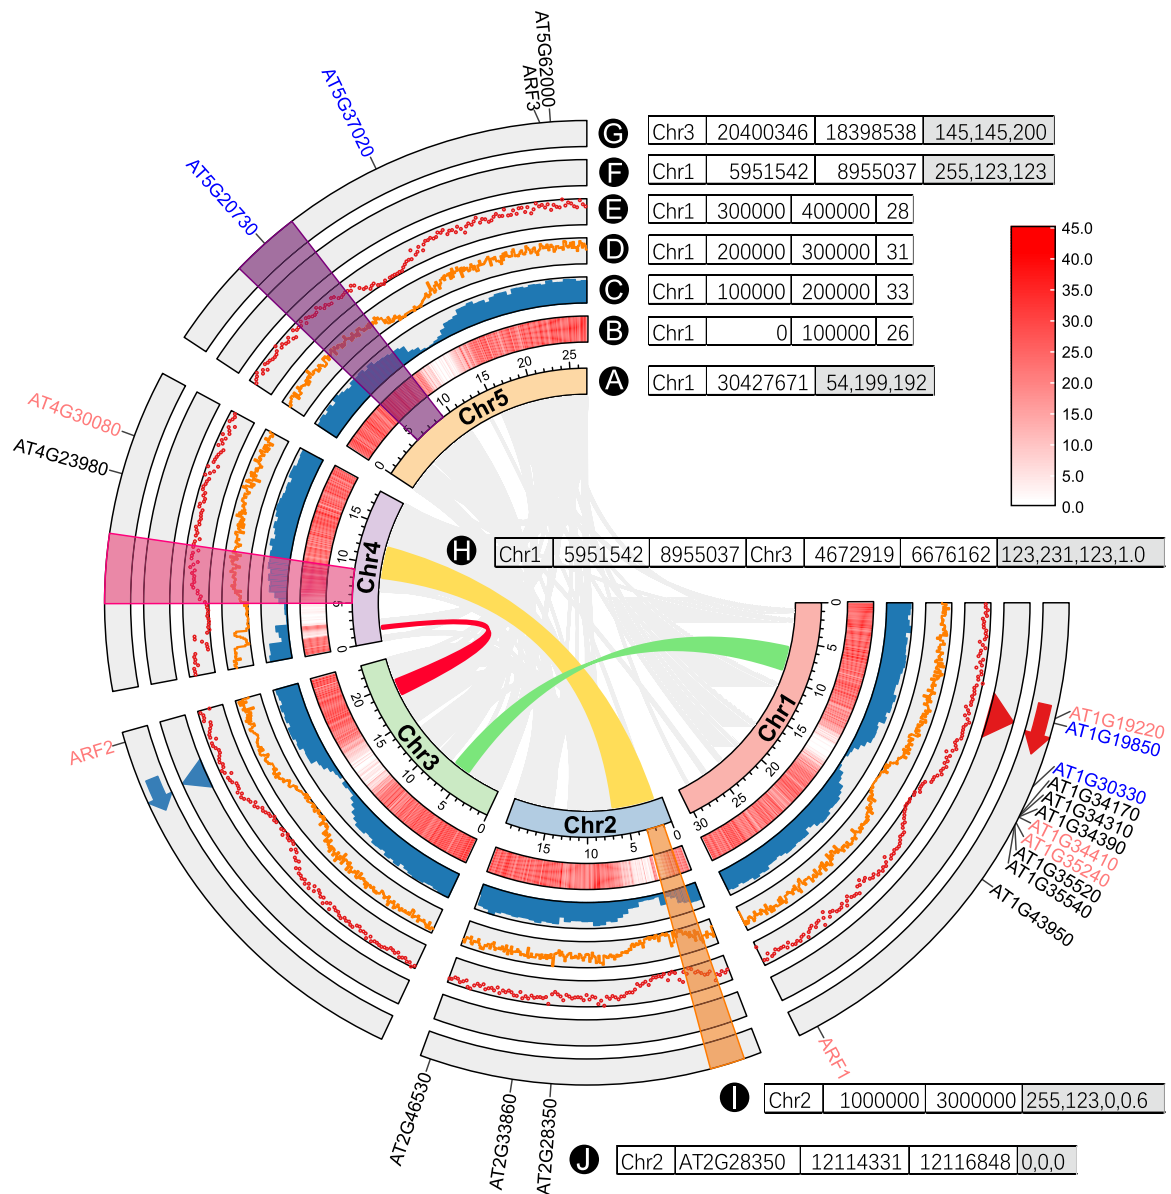 AT5G62000
ARF3
AT5G37020
AT5G20730
G Chr3 20400346 18398538 145,145,200
F Chr1 5951542 8955037 255,123,123
E Chr1 300000 400000 28
D Chr1 200000 300000 31
C Chr1 100000 200000 33
B Chr1 0 100000 26
A Chr1 30427671 54,199,192
45.0
40.0
35.0
30.0
25.0
20.0
15.0
10.0
5.0
0.0
Chr5
0 5 10 15 20 25
AT4G30080
AT4G23980
Chr4
0 5 10 15
H Chr1 5951542 8955037 Chr3 4672919 6676162 123,231,123,1.0
Chr1
0 5 10 15 20 25 30
Chr3
0 5 10 15 20
Chr2
0 5 10 15
ARF2
AT1G19220
AT1G19850
AT1G30330
AT1G34170
AT1G34310
AT1G34390
AT1G34410
AT1G35240
AT1G35520
AT1G35540
AT1G43950
ARF1
AT2G46530
AT2G33860
AT2G28350
I Chr2 1000000 3000000 255,123,0,0.6
J Chr2 AT2G28350 12114331 12116848 0,0,0